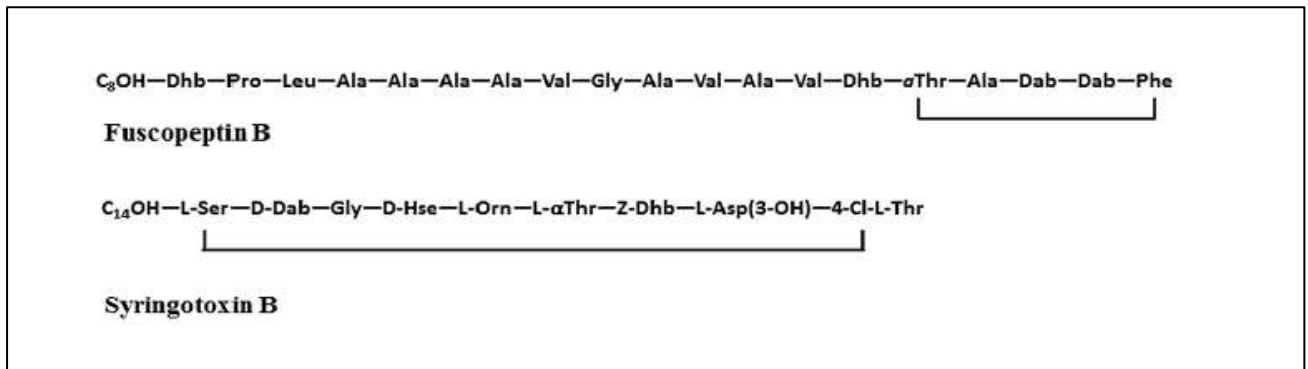 C₈OH—Dhb—Pro—Leu—Ala—Ala—Ala—Ala—Val—Gly—Ala—Val—Ala—Val—Dhb—aThr—Ala—Dab—Dab—Phe
Fuscopeptin B
C₁₄OH—L-Ser—D-Dab—Gly—D-Hse—L-Orn—L-αThr—Z-Dhb—L-Asp(3-OH)—4-Cl-L-Thr
Syringotoxin B